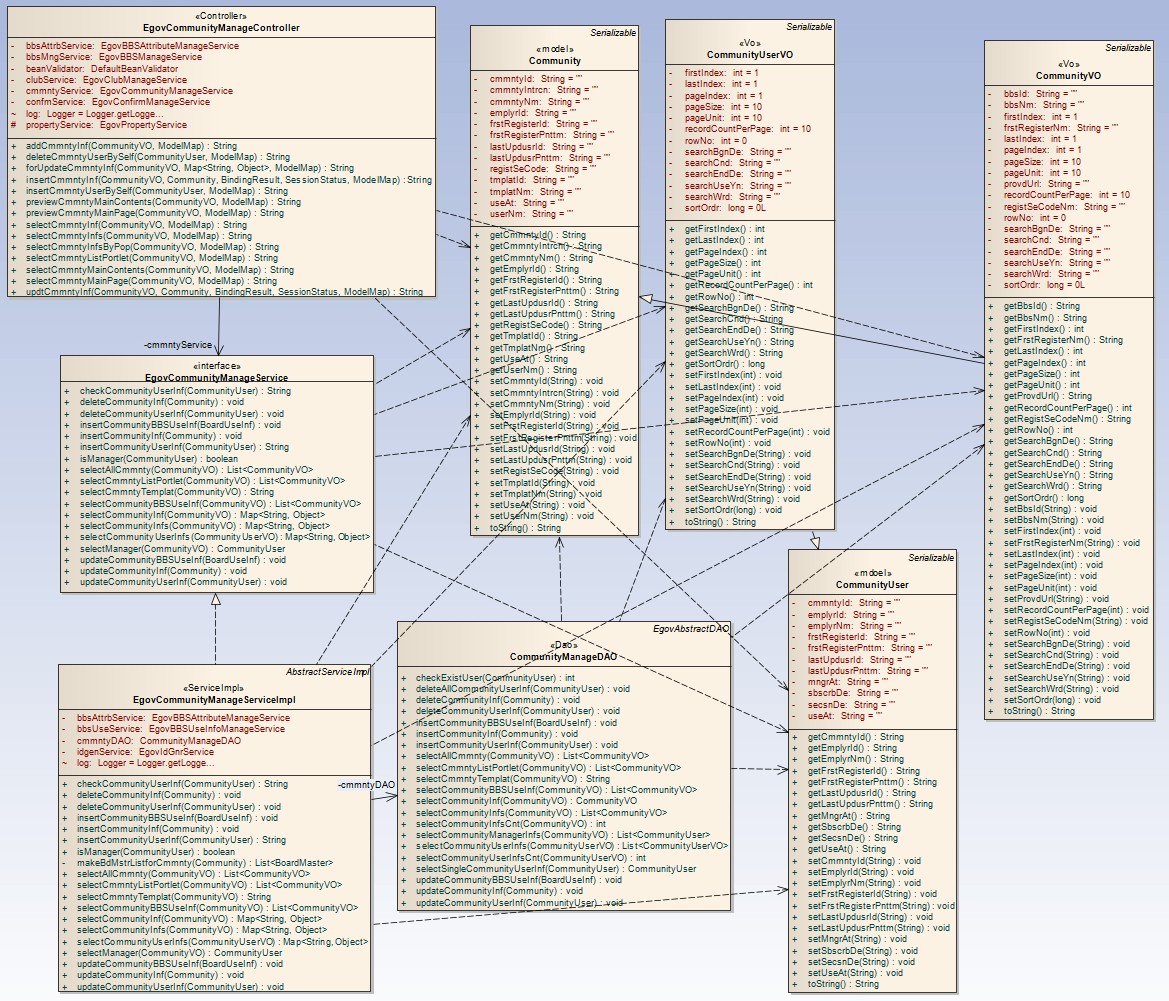 «Controller»
EgovCommunityManageController
- bbsAttrbService: EgovBBSAttributeManageService
- bbsMngService: EgovBBSManageService
- beanValidator: DefaultBeanValidator
- clubService: EgovClubManageService
- cmmntyService: EgovCommunityManageService
- confmService: EgovConfirmManageService
~ log: Logger = Logger.getLogge...
# propertyService: EgovPropertyService
+ addCmmntyInf(CommunityVO, ModelMap) : String
+ deleteCmmntyUserBySelf(CommunityUser, ModelMap) : String
+ forUpdateCmmntyInf(CommunityVO, Map<String, Object>, ModelMap) : String
+ insertCmmntyInf(CommunityVO, Community, BindingResult, SessionStatus, ModelMap) : String
+ insertCmmntyUserBySelf(CommunityUser, ModelMap) : String
+ previewCmmntyMainContents(CommunityVO, ModelMap) : String
+ previewCmmntyMainPage(CommunityVO, ModelMap) : String
+ selectCmmntyInf(CommunityVO, ModelMap) : String
+ selectCmmntyInfs(CommunityVO, ModelMap) : String
+ selectCmmntyInfsByPop(CommunityVO, ModelMap) : String
+ selectCmmntyListPortlet(CommunityVO, ModelMap) : String
+ selectCmmntyMainContents(CommunityVO, ModelMap) : String
+ selectCmmntyMainPage(CommunityVO, ModelMap) : String
+ updtCmmntyInf(CommunityVO, Community, BindingResult, SessionStatus, ModelMap) : String
-cmmntyService
«interface»
EgovCommunityManageService
+ checkCommunityUserInf(CommunityUser) : String
+ deleteCommunityInf(Community) : void
+ deleteCommunityUserInf(CommunityUser) : void
+ insertCommunityBBSUseInf(BoardUseInf) : void
+ insertCommunityInf(Community) : void
+ insertCommunityUserInf(CommunityUser) : String
+ isManager(CommunityUser) : boolean
+ selectAllCmmnty(CommunityVO) : List<CommunityVO>
+ selectCmmntyListPortlet(CommunityVO) : List<CommunityVO>
+ selectCmmntyTemplat(CommunityVO) : String
+ selectCommunityBBSUseInf(CommunityVO) : List<CommunityVO>
+ selectCommunityInf(CommunityVO) : Map<String, Object>
+ selectCommunityInfs(CommunityVO) : Map<String, Object>
+ selectCommunityUserInfs(CommunityUserVO) : Map<String, Object>
+ selectManager(CommunityVO) : CommunityUser
+ updateCommunityBBSUseInf(BoardUseInf) : void
+ updateCommunityInf(Community) : void
+ updateCommunityUserInf(CommunityUser) : void
AbstractServiceImpl
«ServiceImpl»
EgovCommunityManageServiceImpl
- bbsAttrbService: EgovBBSAttributeManageService
- bbsUseService: EgovBBSUseInfoManageService
- cmmntyDAO: CommunityManageDAO
- idgenService: EgovIdGnrService
~ log: Logger = Logger.getLogge...
+ checkCommunityUserInf(CommunityUser) : String
+ deleteCommunityInf(Community) : void
+ deleteCommunityUserInf(CommunityUser) : void
+ insertCommunityBBSUseInf(BoardUseInf) : void
+ insertCommunityInf(Community) : void
+ insertCommunityUserInf(CommunityUser) : String
+ isManager(CommunityUser) : boolean
- makeBdMstrListforCmmnty(Community) : List<BoardMaster>
+ selectAllCmmnty(CommunityVO) : List<CommunityVO>
+ selectCmmntyListPortlet(CommunityVO) : List<CommunityVO>
+ selectCmmntyTemplat(CommunityVO) : String
+ selectCommunityBBSUseInf(CommunityVO) : List<CommunityVO>
+ selectCommunityInf(CommunityVO) : Map<String, Object>
+ selectCommunityInfs(CommunityVO) : Map<String, Object>
+ selectCommunityUserInfs(CommunityUserVO) : Map<String, Object>
+ selectManager(CommunityVO) : CommunityUser
+ updateCommunityBBSUseInf(BoardUseInf) : void
+ updateCommunityInf(Community) : void
+ updateCommunityUserInf(CommunityUser) : void
-cmmntyDAO
Serializable
«model»
Community
- cmmntyId: String = ""
- cmmntyIntrcn: String = ""
- cmmntyNm: String = ""
- emplyrId: String = ""
- frstRegisterId: String = ""
- frstRegisterPnttm: String = ""
- lastUpdusrId: String = ""
- lastUpdusrPnttm: String = ""
- registSeCode: String = ""
- tmplatId: String = ""
- tmplatNm: String = ""
- useAt: String = ""
- userNm: String = ""
+ getCmmntyId() : String
+ getCmmntyIntrcn() : String
+ getCmmntyNm() : String
+ getEmplyrId() : String
+ getFrstRegisterId() : String
+ getFrstRegisterPnttm() : String
+ getLastUpdusrId() : String
+ getLastUpdusrPnttm() : String
+ getRegistSeCode() : String
+ getTmplatId() : String
+ getTmplatNm() : String
+ getUseAt() : String
+ getUserNm() : String
+ setCmmntyId(String) : void
+ setCmmntyIntrcn(String) : void
+ setCmmntyNm(String) : void
+ setEmplyrId(String) : void
+ setFrstRegisterId(String) : void
+ setFrstRegisterPnttm(String) : void
+ setLastUpdusrId(String) : void
+ setLastUpdusrPnttm(String) : void
+ setRegistSeCode(String) : void
+ setTmplatId(String) : void
+ setTmplatNm(String) : void
+ setUseAt(String) : void
+ setUserNm(String) : void
+ toString() : String
EgovAbstractDAO
«Dao»
CommunityManageDAO
+ checkExistUser(CommunityUser) : int
+ deleteAllCommunityUserInf(CommunityUser) : void
+ deleteCommunityInf(Community) : void
+ deleteCommunityUserInf(CommunityUser) : void
+ insertCommunityBBSUseInf(BoardUseInf) : void
+ insertCommunityInf(Community) : void
+ insertCommunityUserInf(CommunityUser) : void
+ selectAllCmmnty(CommunityVO) : List<CommunityVO>
+ selectCmmntyListPortlet(CommunityVO) : List<CommunityVO>
+ selectCmmntyTemplat(CommunityVO) : String
+ selectCommunityBBSUseInf(CommunityVO) : List<CommunityVO>
+ selectCommunityInf(CommunityVO) : CommunityVO
+ selectCommunityInfs(CommunityVO) : List<CommunityVO>
+ selectCommunityInfsCnt(CommunityVO) : int
+ selectCommunityManagerInfs(CommunityVO) : List<CommunityUser>
+ selectCommunityUserInfs(CommunityUserVO) : List<CommunityUserVO>
+ selectCommunityUserInfsCnt(CommunityUserVO) : int
+ selectSingleCommunityUserInf(CommunityUser) : CommunityUser
+ updateCommunityBBSUseInf(BoardUseInf) : void
+ updateCommunityInf(Community) : void
+ updateCommunityUserInf(CommunityUser) : void
Serializable
«Vo»
CommunityUserVO
- firstIndex: int = 1
- lastIndex: int = 1
- pageIndex: int = 1
- pageSize: int = 10
- pageUnit: int = 10
- recordCountPerPage: int = 10
- rowNo: int = 0
- searchBgnDe: String = ""
- searchCnd: String = ""
- searchEndDe: String = ""
- searchUseYn: String = ""
- searchWrd: String = ""
- sortOrdr: long = 0L
+ getFirstIndex() : int
+ getLastIndex() : int
+ getPageIndex() : int
+ getPageSize() : int
+ getPageUnit() : int
+ getRecordCountPerPage() : int
+ getRowNo() : int
+ getSearchBgnDe() : String
+ getSearchCnd() : String
+ getSearchEndDe() : String
+ getSearchUseYn() : String
+ getSearchWrd() : String
+ getSortOrdr() : long
+ setFirstIndex(int) : void
+ setLastIndex(int) : void
+ setPageIndex(int) : void
+ setPageSize(int) : void
+ setPageUnit(int) : void
+ setRecordCountPerPage(int) : void
+ setRowNo(int) : void
+ setSearchBgnDe(String) : void
+ setSearchCnd(String) : void
+ setSearchEndDe(String) : void
+ setSearchUseYn(String) : void
+ setSearchWrd(String) : void
+ setSortOrdr(long) : void
+ toString() : String
Serializable
«model»
CommunityUser
- cmmntyId: String = ""
- emplyrId: String = ""
- emplyrNm: String = ""
- frstRegisterId: String = ""
- frstRegisterPnttm: String = ""
- lastUpdusrId: String = ""
- lastUpdusrPnttm: String = ""
- mngrAt: String = ""
- sbscrbDe: String = ""
- secsnDe: String = ""
- useAt: String = ""
+ getCmmntyId() : String
+ getEmplyrId() : String
+ getEmplyrNm() : String
+ getFrstRegisterId() : String
+ getFrstRegisterPnttm() : String
+ getLastUpdusrId() : String
+ getLastUpdusrPnttm() : String
+ getMngrAt() : String
+ getSbscrbDe() : String
+ getSecsnDe() : String
+ getUseAt() : String
+ setCmmntyId(String) : void
+ setEmplyrId(String) : void
+ setEmplyrNm(String) : void
+ setFrstRegisterId(String) : void
+ setFrstRegisterPnttm(String) : void
+ setLastUpdusrId(String) : void
+ setLastUpdusrPnttm(String) : void
+ setMngrAt(String) : void
+ setSbscrbDe(String) : void
+ setSecsnDe(String) : void
+ setUseAt(String) : void
+ toString() : String
Serializable
«Vo»
CommunityVO
- bbsId: String = ""
- bbsNm: String = ""
- firstIndex: int = 1
- frstRegisterNm: String = ""
- lastIndex: int = 1
- pageIndex: int = 1
- pageSize: int = 10
- pageUnit: int = 10
- provdUrl: String = ""
- recordCountPerPage: int = 10
- registSeCodeNm: String = ""
- rowNo: int = 0
- searchBgnDe: String = ""
- searchCnd: String = ""
- searchEndDe: String = ""
- searchUseYn: String = ""
- searchWrd: String = ""
- sortOrdr: long = 0L
+ getBbsId() : String
+ getBbsNm() : String
+ getFirstIndex() : int
+ getFrstRegisterNm() : String
+ getLastIndex() : int
+ getPageIndex() : int
+ getPageSize() : int
+ getPageUnit() : int
+ getProvdUrl() : String
+ getRecordCountPerPage() : int
+ getRegistSeCodeNm() : String
+ getRowNo() : int
+ getSearchBgnDe() : String
+ getSearchCnd() : String
+ getSearchEndDe() : String
+ getSearchUseYn() : String
+ getSearchWrd() : String
+ getSortOrdr() : long
+ setBbsId(String) : void
+ setBbsNm(String) : void
+ setFirstIndex(int) : void
+ setFrstRegisterNm(String) : void
+ setLastIndex(int) : void
+ setPageIndex(int) : void
+ setPageSize(int) : void
+ setPageUnit(int) : void
+ setProvdUrl(String) : void
+ setRecordCountPerPage(int) : void
+ setRegistSeCodeNm(String) : void
+ setRowNo(int) : void
+ setSearchBgnDe(String) : void
+ setSearchCnd(String) : void
+ setSearchEndDe(String) : void
+ setSearchUseYn(String) : void
+ setSearchWrd(String) : void
+ setSortOrdr(long) : void
+ toString() : String